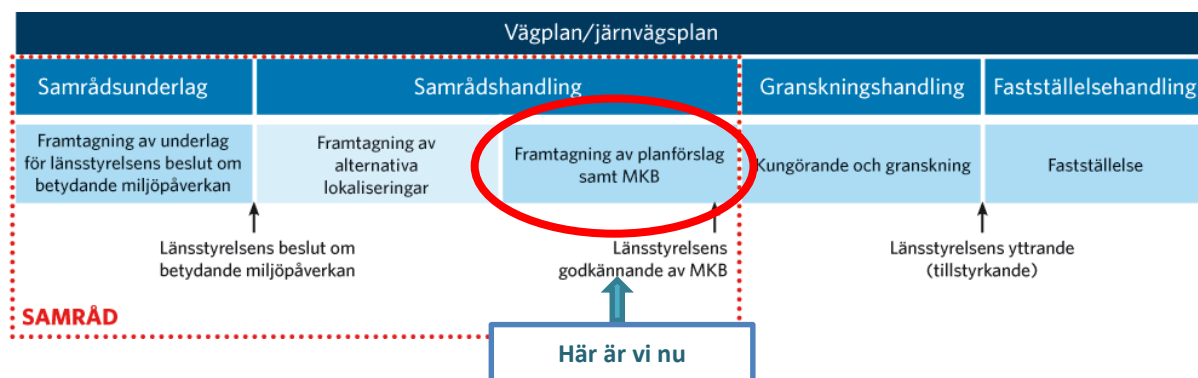 Vägplan/järnvägsplan
Samrådsunderlag
Samrådshandling
Granskningshandling
Fastställelsehandling
Framtagning av underlag
för länsstyrelsens beslut om
betydande miljöpåverkan
Framtagning av
alternativa
lokaliseringar
Framtagning av planförslag
samt MKB
Kungörande och granskning
Fastställelse
Länsstyrelsens beslut om
betydande miljöpåverkan
Länsstyrelsens
godkännande av MKB
Länsstyrelsens yttrande
(tillstyrkande)
SAMRÅD
Här är vi nu